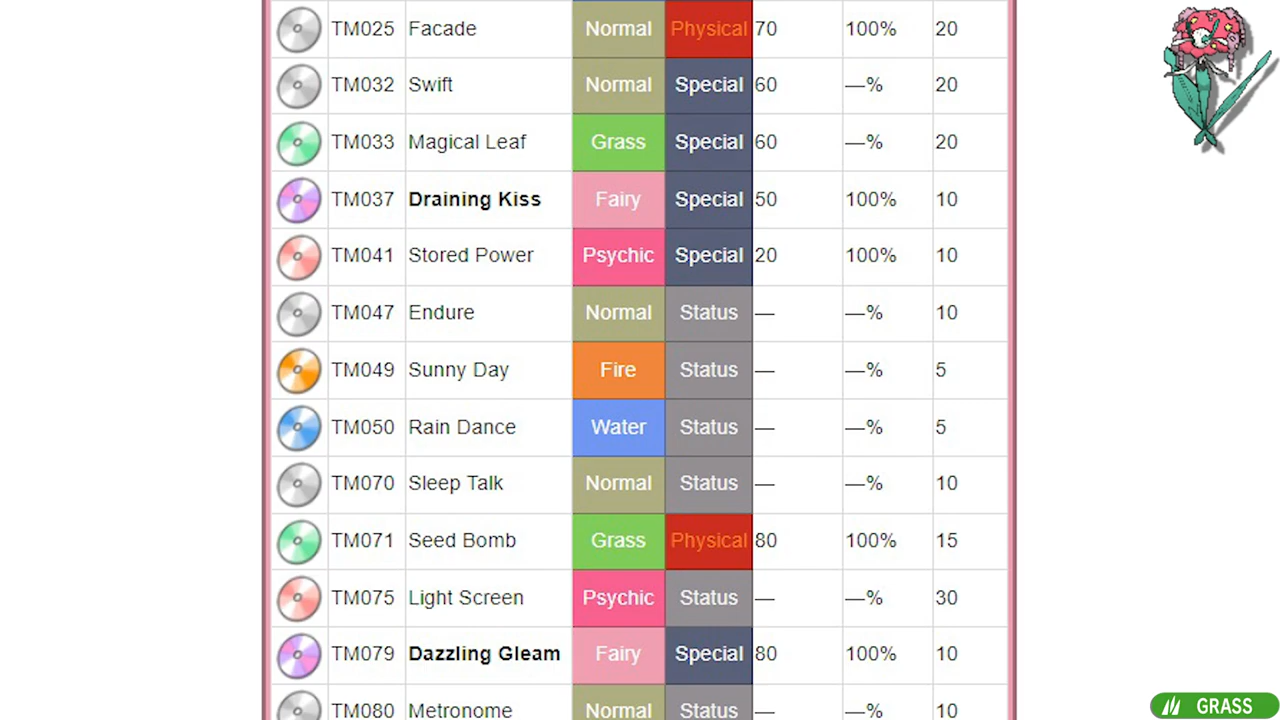 TM025 Facade Normal Physical 70 100% 20
TM032 Swift Normal Special 60 —% 20
TM033 Magical Leaf Grass Special 60 —% 20
TM037 Draining Kiss Fairy Special 50 100% 10
TM041 Stored Power Psychic Special 20 100% 10
TM047 Endure Normal Status — —% 10
TM049 Sunny Day Fire Status — —% 5
TM050 Rain Dance Water Status — —% 5
TM070 Sleep Talk Normal Status — —% 10
TM071 Seed Bomb Grass Physical 80 100% 15
TM075 Light Screen Psychic Status — —% 30
TM079 Dazzling Gleam Fairy Special 80 100% 10
TM080 Metronome Normal Status — —% 10
GRASS